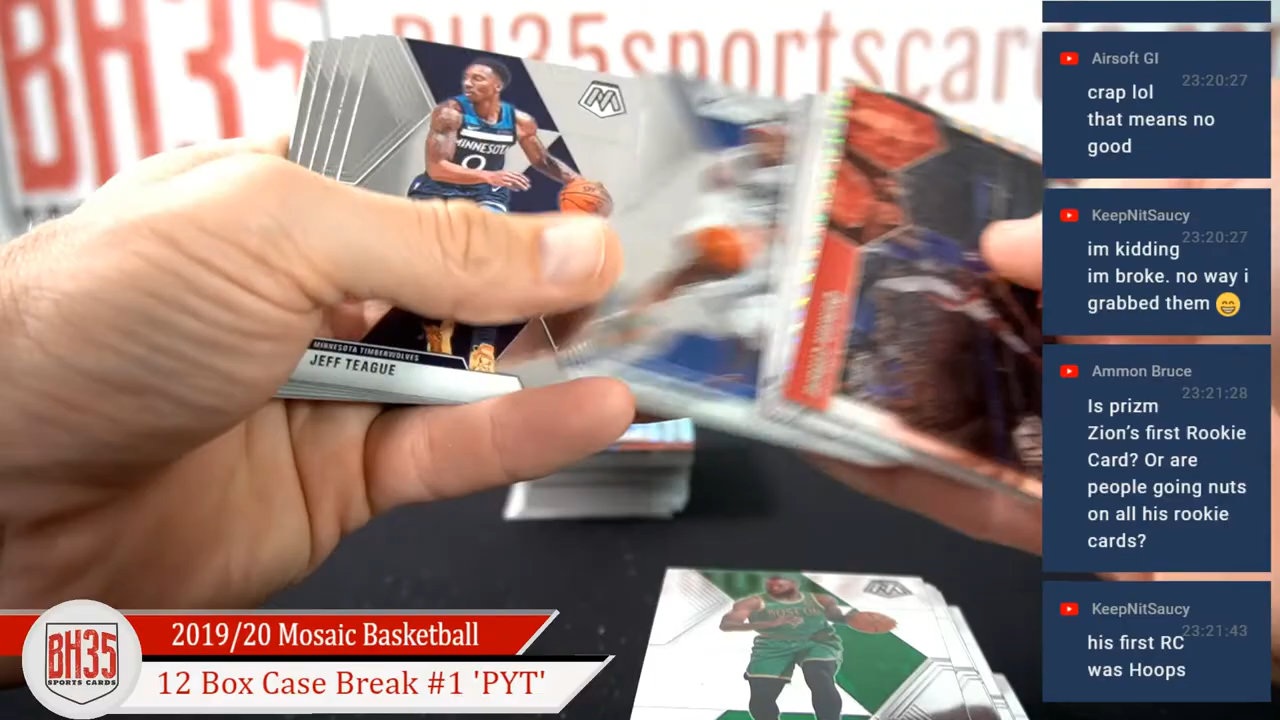 BH35
BH35sportscards
MINNESOTA
0
MINNESOTA TIMBERWOLVES
JEFF TEAGUE
BOSTON
Airsoft GI
23:20:27
crap lol
that means no
good
KeepNitSaucy
23:20:27
im kidding
im broke. no way i
grabbed them 😄
Ammon Bruce
23:21:28
Is prizm
Zion's first Rookie
Card? Or are
people going nuts
on all his rookie
cards?
KeepNitSaucy
23:21:43
his first RC
was Hoops
BH35
SPORTS CARDS
2019/20 Mosaic Basketball
12 Box Case Break #1 'PYT'